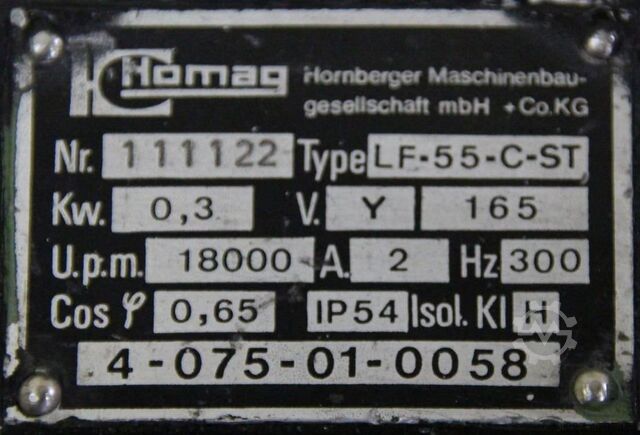 Homag Hornberger Maschinenbau-
gesellschaft mbH + Co.KG
Nr. 111122 Type LF-55-C-ST
Kw. 0,3 V. Y 165
U.p.m. 18000 A. 2 Hz 300
Cos φ 0,65 IP54 Isol. Kl H
4-075-01-0058